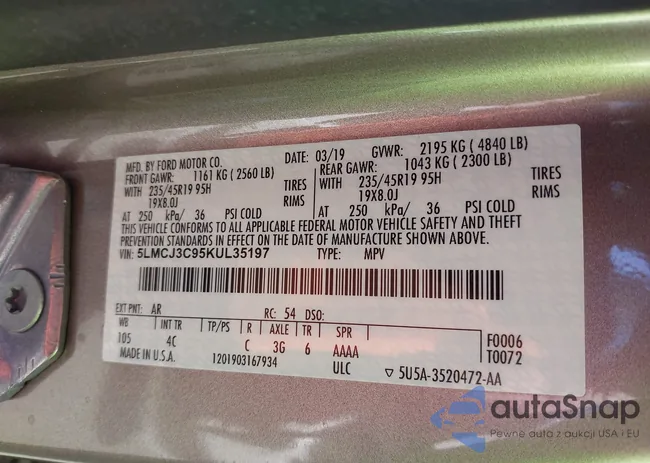 MFD. BY FORD MOTOR CO. DATE: 03/19 GVWR: 2195 KG (4840 LB)
FRONT GAWR: 1161 KG (2560 LB) REAR GAWR: 1043 KG (2300 LB)
WITH 235/45R19 95H TIRES WITH 235/45R19 95H TIRES
19X8.0J RIMS 19X8.0J RIMS
AT 250 kPa/ 36 PSI COLD AT 250 kPa/ 36 PSI COLD
THIS VEHICLE CONFORMS TO ALL APPLICABLE FEDERAL MOTOR VEHICLE SAFETY AND THEFT
PREVENTION STANDARDS IN EFFECT ON THE DATE OF MANUFACTURE SHOWN ABOVE.
VIN: 5LMCJ3C95KUL35197 TYPE: MPV
EXT PNT: AR RC: 54 DSO:
WB INT TR TP/PS R AXLE TR SPR F0006
105 4C C 3G 6 AAAA T0072
MADE IN U.S.A. 1201903167934 ULC ▽ 5U5A-3520472-AA
autaSnap
Pewne auta z aukcji USA i EU